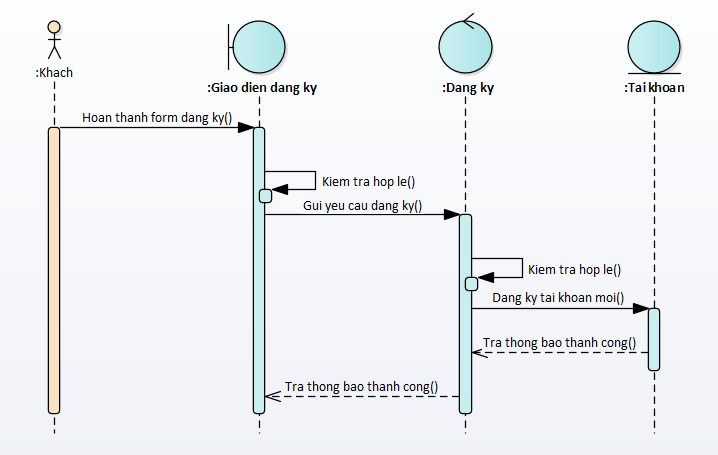 :Khach
:Giao dien dang ky
:Dang ky
:Tai khoan
Hoan thanh form dang ky()
Kiem tra hop le()
Gui yeu cau dang ky()
Kiem tra hop le()
Dang ky tai khoan moi()
Tra thong bao thanh cong()
Tra thong bao thanh cong()